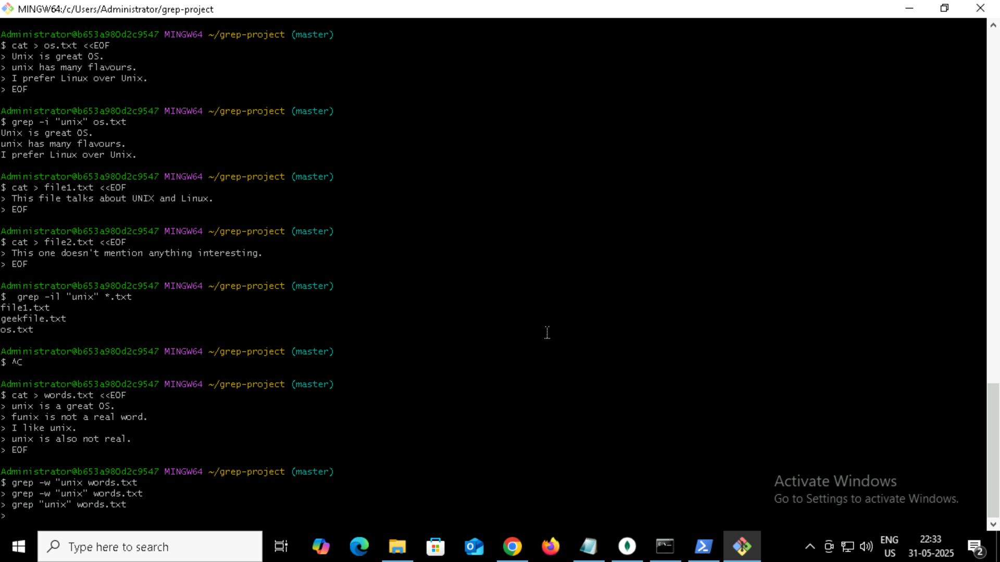 MINGW64:/c/Users/Administrator/grep-project
Administrator@b653a980d2c9547 MINGW64 ~/grep-project (master)
$ cat > os.txt <<EOF
> Unix is great OS.
> unix has many flavours.
> I prefer Linux over Unix.
> EOF
Administrator@b653a980d2c9547 MINGW64 ~/grep-project (master)
$ grep -i "unix" os.txt
Unix is great OS.
unix has many flavours.
I prefer Linux over Unix.
Administrator@b653a980d2c9547 MINGW64 ~/grep-project (master)
$ cat > file1.txt <<EOF
> This file talks about UNIX and Linux.
> EOF
Administrator@b653a980d2c9547 MINGW64 ~/grep-project (master)
$ cat > file2.txt <<EOF
> This one doesn't mention anything interesting.
> EOF
Administrator@b653a980d2c9547 MINGW64 ~/grep-project (master)
$  grep -il "unix" *.txt
file1.txt
geekfile.txt
os.txt
Administrator@b653a980d2c9547 MINGW64 ~/grep-project (master)
$ ^C
Administrator@b653a980d2c9547 MINGW64 ~/grep-project (master)
$ cat > words.txt <<EOF
> unix is a great OS.
> funix is not a real word.
> I like unix.
> unix is also not real.
> EOF
Administrator@b653a980d2c9547 MINGW64 ~/grep-project (master)
$ grep -w "unix words.txt
> grep -w "unix" words.txt
> grep "unix" words.txt
>
Activate Windows
Go to Settings to activate Windows.
Type here to search
ENG
US
22:33
31-05-2025
2